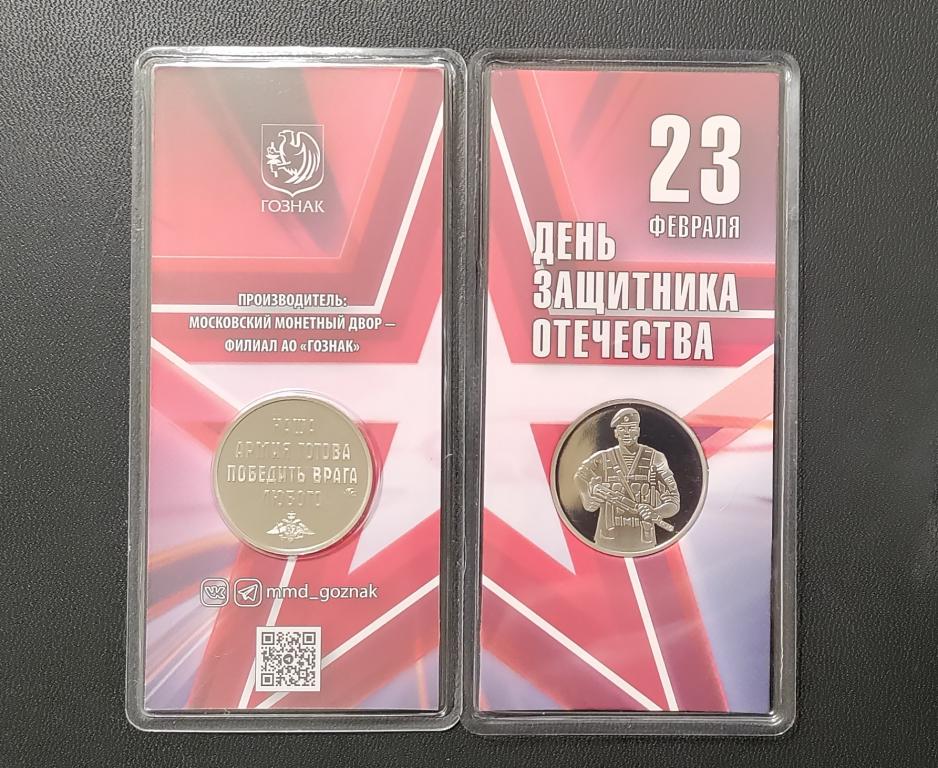 ГОЗНАК
ПРОИЗВОДИТЕЛЬ:
МОСКОВСКИЙ МОНЕТНЫЙ ДВОР –
ФИЛИАЛ АО «ГОЗНАК»
НАША
АРМИЯ ГОТОВА
ПОБЕДИТЬ ВРАГА
ЛЮБОГО
mmd_goznak
23
ФЕВРАЛЯ
ДЕНЬ
ЗАЩИТНИКА
ОТЕЧЕСТВА